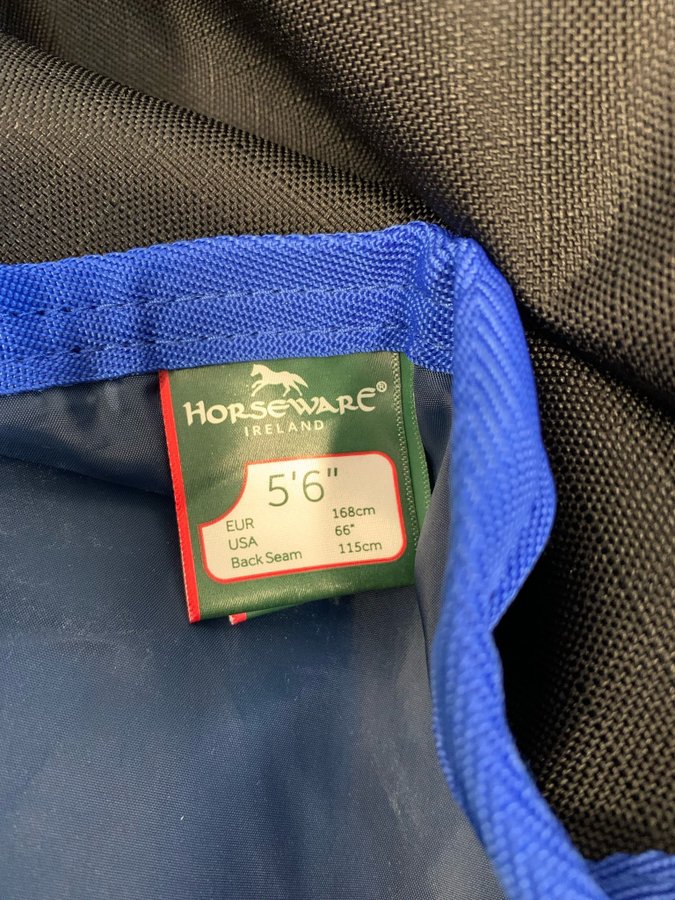 HORSEWARE®
IRELAND
5'6"
EUR 168cm
USA 66"
Back Seam 115cm